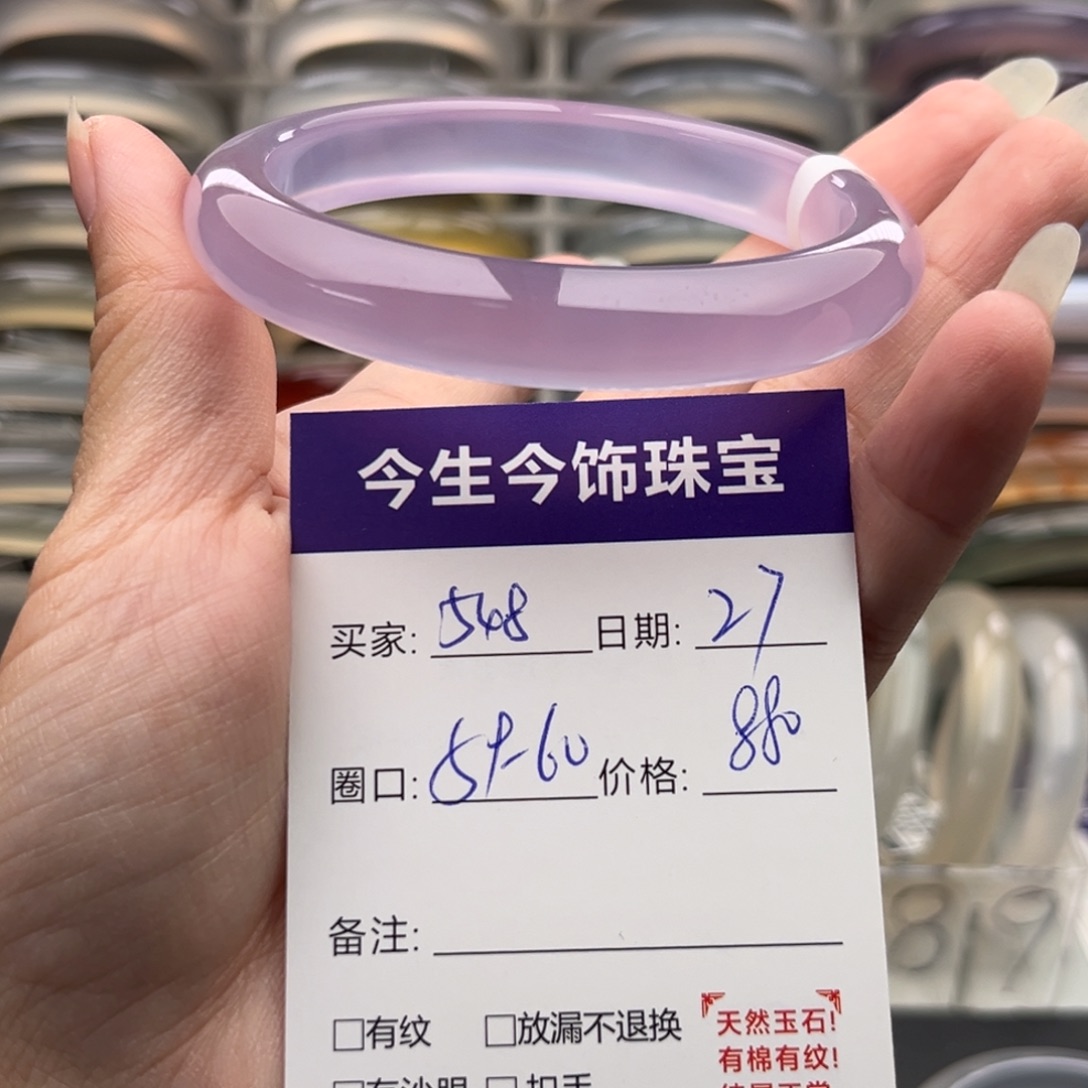 今生今饰珠宝
买家: 548 日期: 27
圈口: 59-60 价格: 880
备注:
□有纹 □放漏不退换
天然玉石!
有棉有纹!